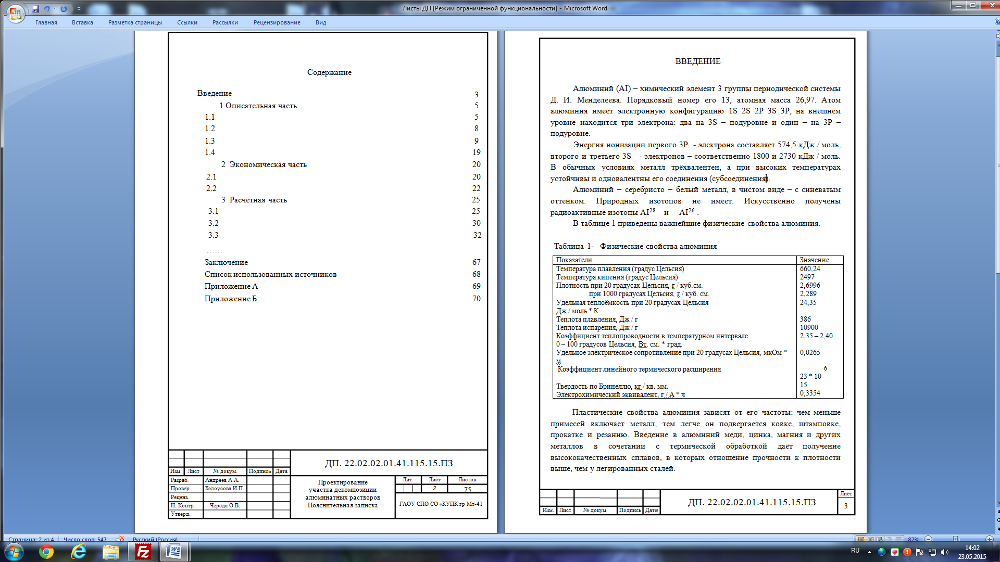 Листы ДП [Режим ограниченной функциональности] - Microsoft Word
Главная Вставка Разметка страницы Ссылки Рассылки Рецензирование Вид
Содержание
Введение 3
1 Описательная часть 5
1.1 5
1.2 8
1.3 9
1.4 19
2 Экономическая часть 20
2.1 20
2.2 22
3 Расчетная часть 25
3.1 25
3.2 30
3.3 32
……
Заключение 67
Список использованных источников 68
Приложение А 69
Приложение Б 70
ДП. 22.02.02.01.41.115.15.ПЗ
Изм. Лист № докум. Подпись Дата
Разраб. Андреев А.А.
Провер. Белоусова И.П.
Реценз.
Н. Контр. Череда О.В.
Утверд.
Проектирование
участка декомпозиции
алюминатных растворов
Пояснительная записка
Лит. Лист Листов
2 75
ГАОУ СПО СО «КУПК гр Мт-41
ВВЕДЕНИЕ
Алюминий (AI) – химический элемент 3 группы периодической системы
Д. И. Менделеева. Порядковый номер его 13, атомная масса 26,97. Атом
алюминия имеет электронную конфигурацию 1S 2S 2P 3S 3P, на внешнем
уровне находится три электрона: два на 3S – подуровне и один – на 3P –
подуровне.
Энергия ионизации первого 3P - электрона составляет 574,5 кДж / моль,
второго и третьего 3S - электронов – соответственно 1800 и 2730 кДж / моль.
В обычных условиях металл трёхвалентен, а при высоких температурах
устойчивы и одновалентны его соединения (субсоединения).
Алюминий – серебристо – белый металл, в чистом виде – с синеватым
оттенком. Природных изотопов не имеет. Искусственно получены
радиоактивные изотопы AI28 и AI26 .
В таблице 1 приведены важнейшие физические свойства алюминия.
Таблица 1- Физические свойства алюминия
Показатели Значение
Температура плавления (градус Цельсия) 660,24
Температура кипения (градус Цельсия) 2497
Плотность при 20 градусах Цельсия, г / куб.см. 2,6996
при 1000 градусах Цельсия, г / куб. см. 2,289
Удельная теплоёмкость при 20 градусах Цельсия 24,35
Дж / моль * К
Теплота плавления, Дж / г 386
Теплота испарения, Дж / г 10900
Коэффициент теплопроводности в температурном интервале 2,35 – 2,40
0 – 100 градусов Цельсия, Вт. см. * град.
Удельное электрическое сопротивление при 20 градусах Цельсия, мкОм * 0,0265
м.
Коэффициент линейного термического расширения 6
23 * 10
Твердость по Бринеллю, кг / кв. мм. 15
Электрохимический эквивалент, г / А * ч 0,3354
Пластические свойства алюминия зависят от его частоты: чем меньше
примесей включает металл, тем легче он подвергается ковке, штамповке,
прокатке и резанию. Введение в алюминий меди, цинка, магния и других
металлов в сочетании с термической обработкой даёт получение
высококачественных сплавов, в которых отношение прочности к плотности
выше, чем у легированных сталей.
Изм. Лист № докум. Подпись Дата
ДП. 22.02.02.01.41.115.15.ПЗ
Лист
3
Страница: 2 из 4 Число слов: 547 Русский (Россия) 87%
RU 14:02
23.05.2015